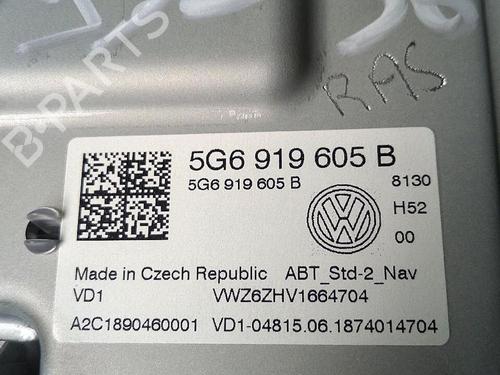 B-PARTS
RAS
5G6 919 605 B
5G6 919 605 B 8130
H52
00
Made in Czech Republic ABT_Std-2_Nav
VD1 VWZ6ZHV1664704
A2C1890460001 VD1-04815.06.1874014704